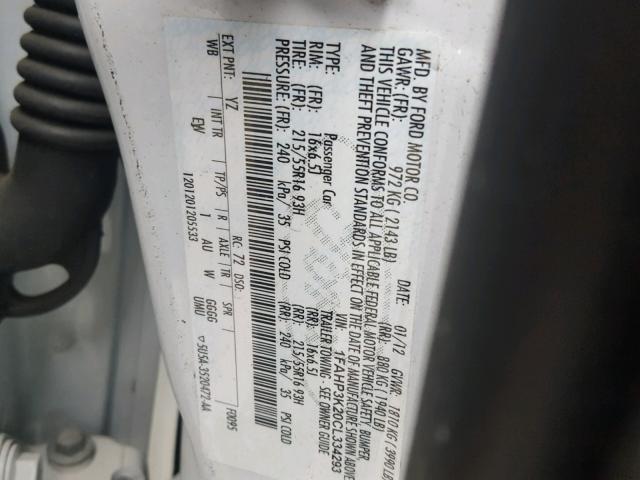 MFD. BY FORD MOTOR CO.
DATE: 01/12 GVWR: 1810 KG / 3990 LB
GAWR: (FR): 972 KG (2143 LB) (RR): 880 KG (1940 LB)
THIS VEHICLE CONFORMS TO ALL APPLICABLE FEDERAL MOTOR VEHICLE SAFETY, BUMPER,
AND THEFT PREVENTION STANDARDS IN EFFECT ON THE DATE OF MANUFACTURE SHOWN ABOVE.
1FAHP3K20CL334293
TYPE: Passenger Car TRAILER TOWING - SEE OWNER GUIDE
RIM: (FR): 16x6.5J (RR): 16x6.5J
TIRE: (FR): 215/55R16 93H (RR): 215/55R16 93H
PRESSURE: (FR): 240 kPa/ 35 PSI COLD (RR): 240 kPa/ 35 PSI COLD
RC: 72 DSO: F0095
EXT PNT: YZ INT TR TP/PS R AXLE TR SPR
WB EW 1 AU W GGGG
UMU
1201201205533 5U5A-3520472-AA